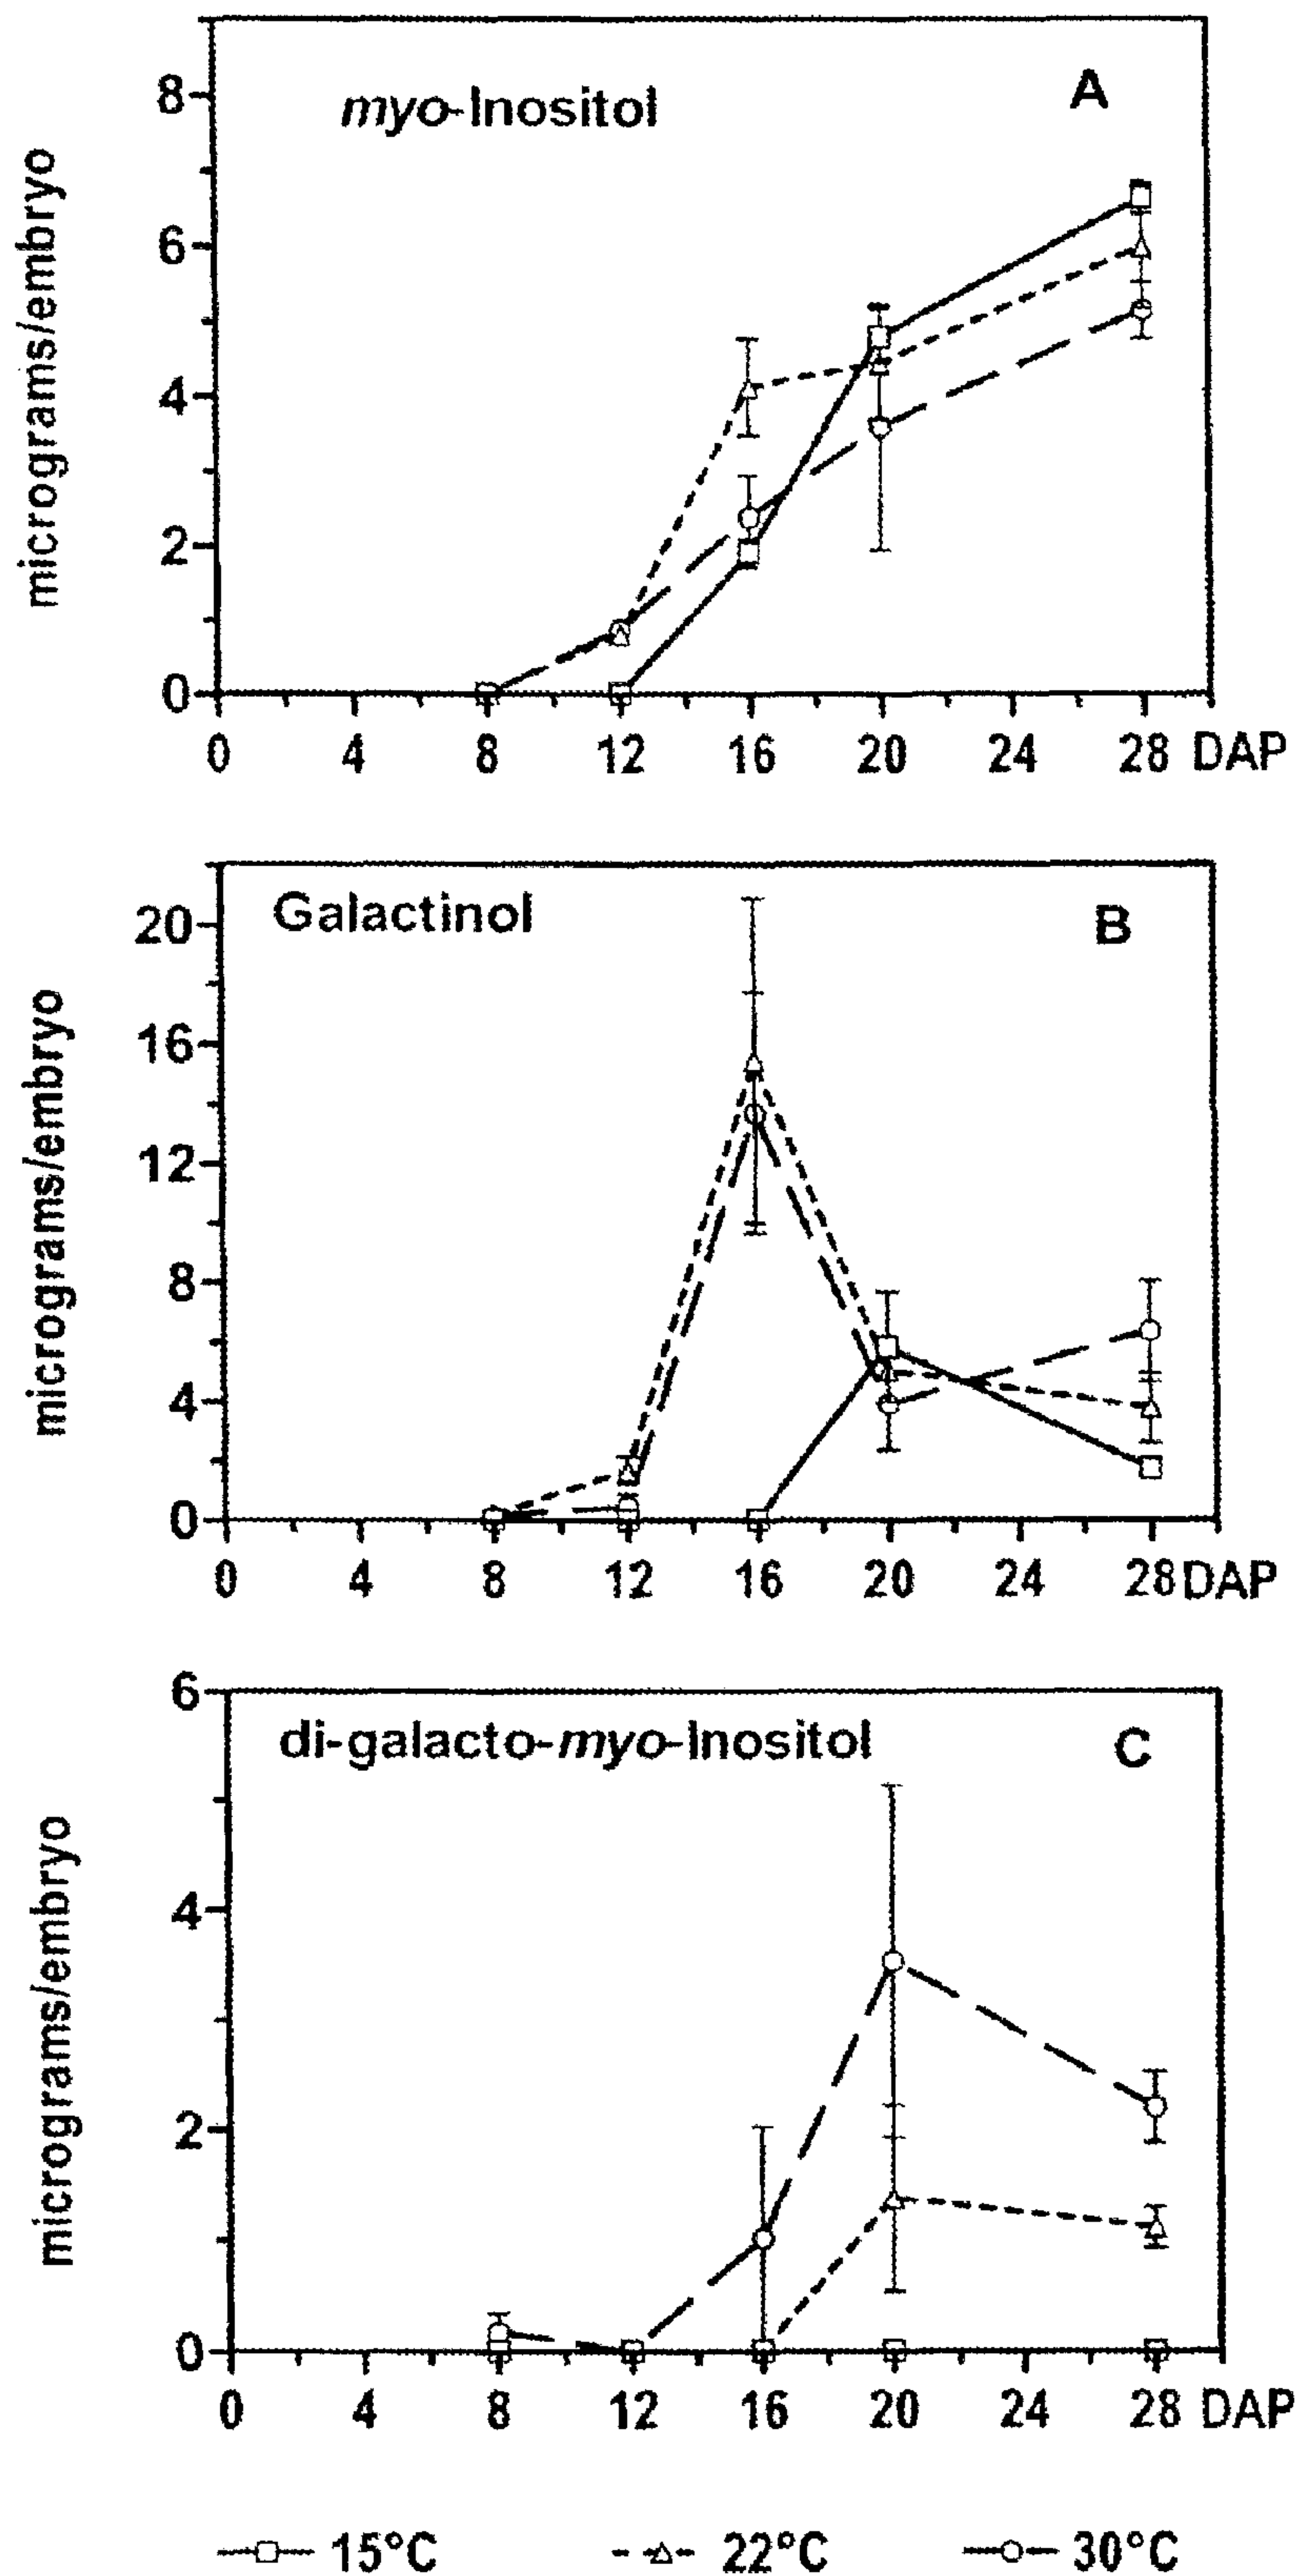 A
myo-Inositol
micrograms/embryo
8
6
4
2
0
0 4 8 12 16 20 24 28 DAP
B
Galactinol
micrograms/embryo
20
16
12
8
4
0
0 4 8 12 16 20 24 28 DAP
C
di-galacto-myo-Inositol
micrograms/embryo
6
4
2
0
0 4 8 12 16 20 24 28 DAP
15°C 22°C 30°C